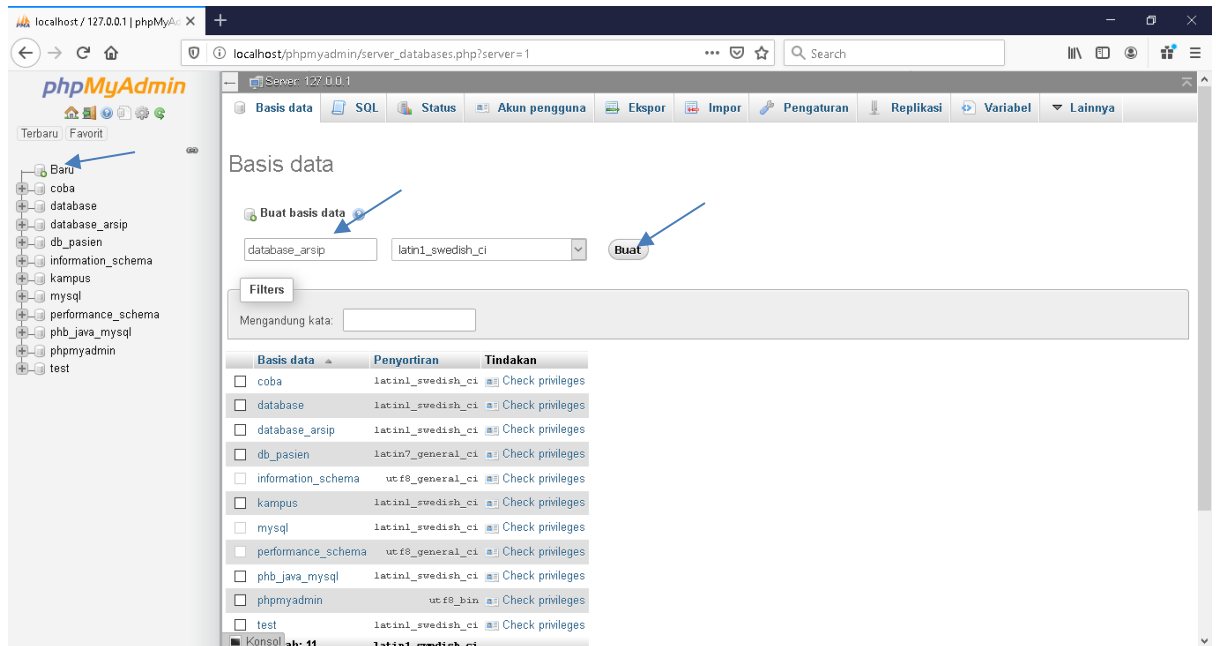 localhost / 127.0.0.1 | phpMyAd
localhost/phpmyadmin/server_databases.php?server=1
Search
phpMyAdmin
Server: 127.0.0.1
Basis data SQL Status Akun pengguna Ekspor Impor Pengaturan Replikasi Variabel Lainnya
Terbaru Favorit
Baru
coba
database
database_arsip
db_pasien
information_schema
kampus
mysql
performance_schema
phb_java_mysql
phpmyadmin
test
Basis data
Buat basis data
database_arsip latin1_swedish_ci Buat
Filters
Mengandung kata:
Basis data Penyortiran Tindakan
coba latin1_swedish_ci Check privileges
database latin1_swedish_ci Check privileges
database_arsip latin1_swedish_ci Check privileges
db_pasien latin7_general_ci Check privileges
information_schema utf8_general_ci Check privileges
kampus latin1_swedish_ci Check privileges
mysql latin1_swedish_ci Check privileges
performance_schema utf8_general_ci Check privileges
phb_java_mysql latin1_swedish_ci Check privileges
phpmyadmin utf8_bin Check privileges
test latin1_swedish_ci Check privileges
Konsol ah: 11 latin1_swedish_ci